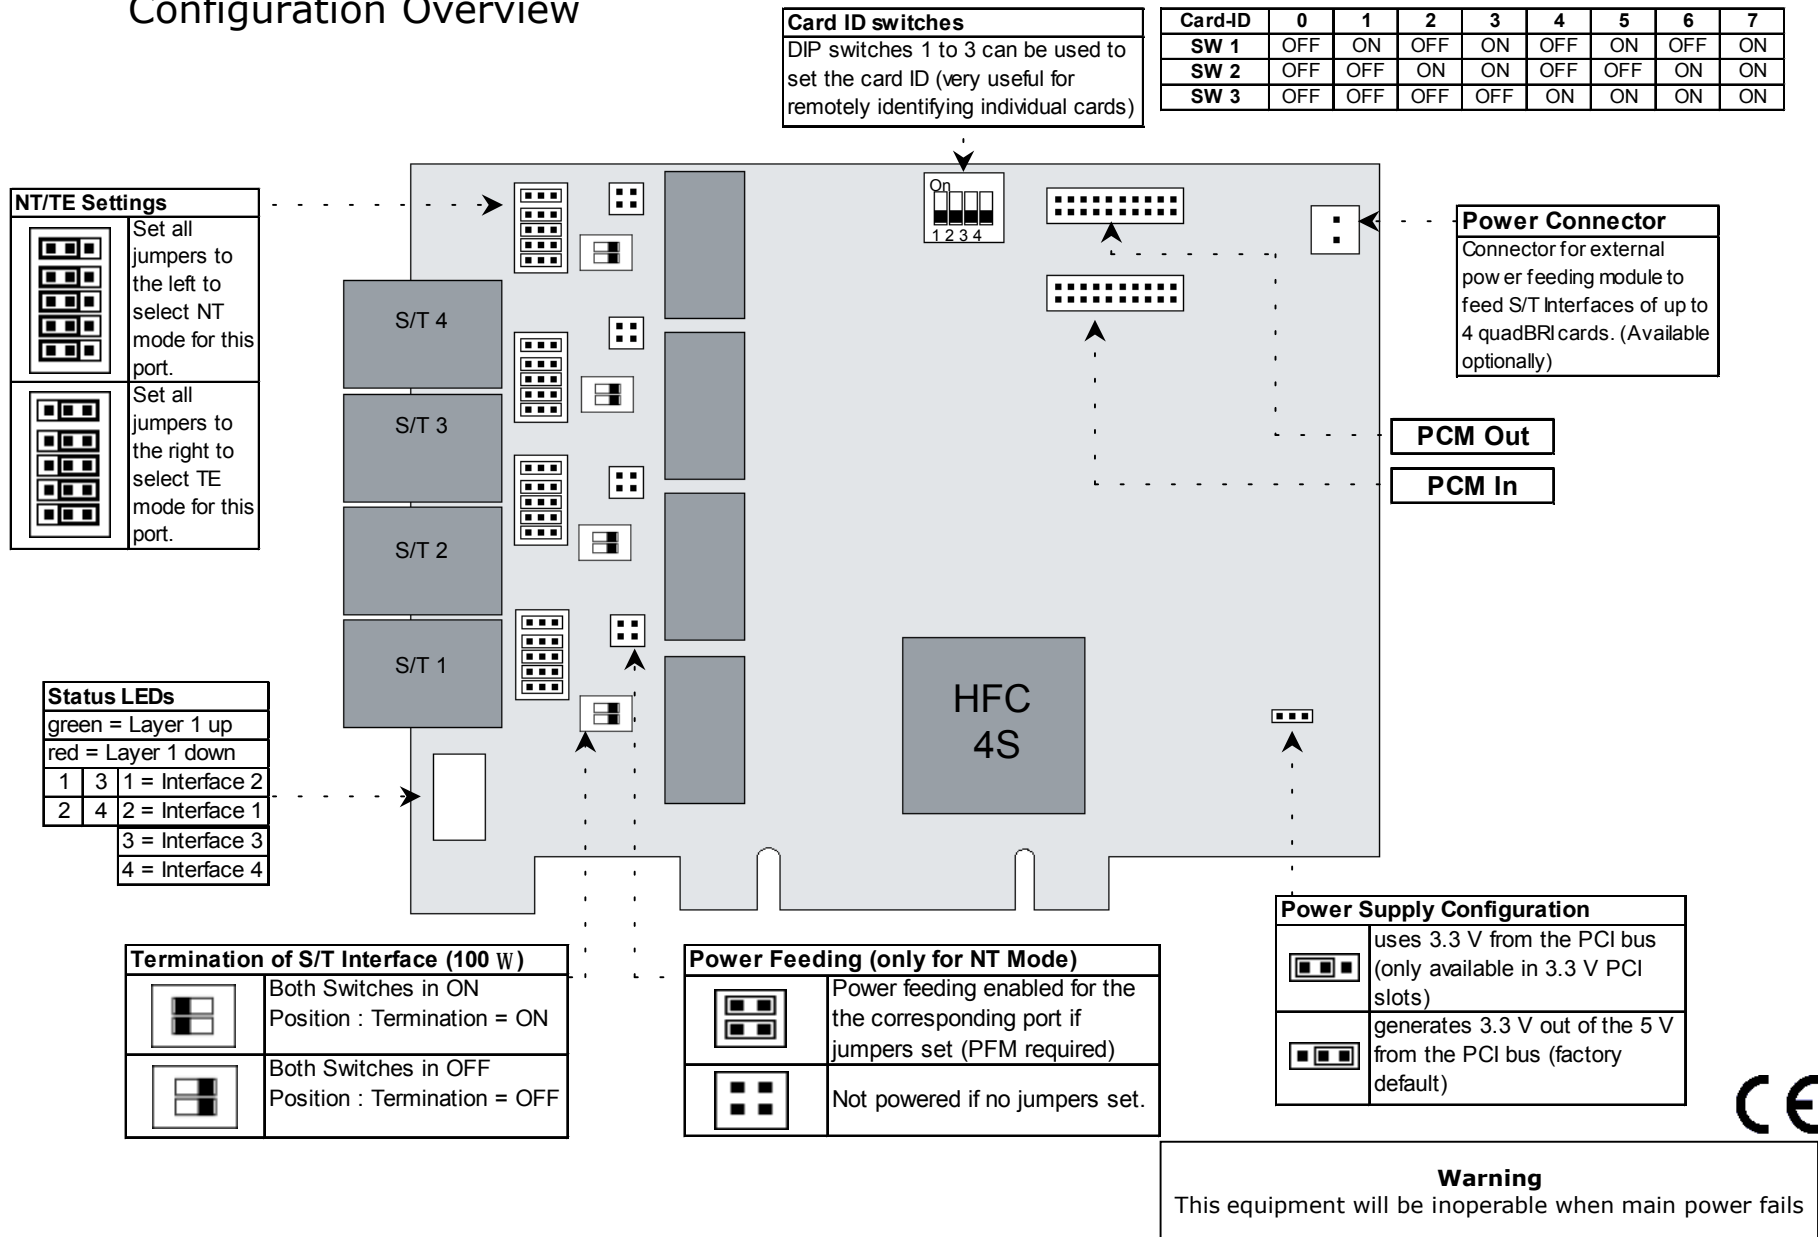 Configuration Overview
Card ID switches
DIP switches 1 to 3 can be used to
set the card ID (very useful for
remotely identifying individual cards)
Card-ID 0 1 2 3 4 5 6 7
SW 1 OFF ON OFF ON OFF ON OFF ON
SW 2 OFF OFF ON ON OFF OFF ON ON
SW 3 OFF OFF OFF OFF ON ON ON ON
NT/TE Settings
Set all
jumpers to
the left to
select NT
mode for this
port.
Set all
jumpers to
the right to
select TE
mode for this
port.
On
1 2 3 4
Power Connector
Connector for external
power feeding module to
feed S/T Interfaces of up to
4 quadBRI cards. (Available
optionally)
S/T 4
S/T 3
S/T 2
S/T 1
PCM Out
PCM In
HFC
4S
Status LEDs
green = Layer 1 up
red = Layer 1 down
1 3 1 = Interface 2
2 4 2 = Interface 1
3 = Interface 3
4 = Interface 4
Termination of S/T Interface (100 W)
Both Switches in ON
Position : Termination = ON
Both Switches in OFF
Position : Termination = OFF
Power Feeding (only for NT Mode)
Power feeding enabled for the
the corresponding port if
jumpers set (PFM required)
Not powered if no jumpers set.
Power Supply Configuration
uses 3.3 V from the PCI bus
(only available in 3.3 V PCI
slots)
generates 3.3 V out of the 5 V
from the PCI bus (factory
default)
CE
Warning
This equipment will be inoperable when main power fails